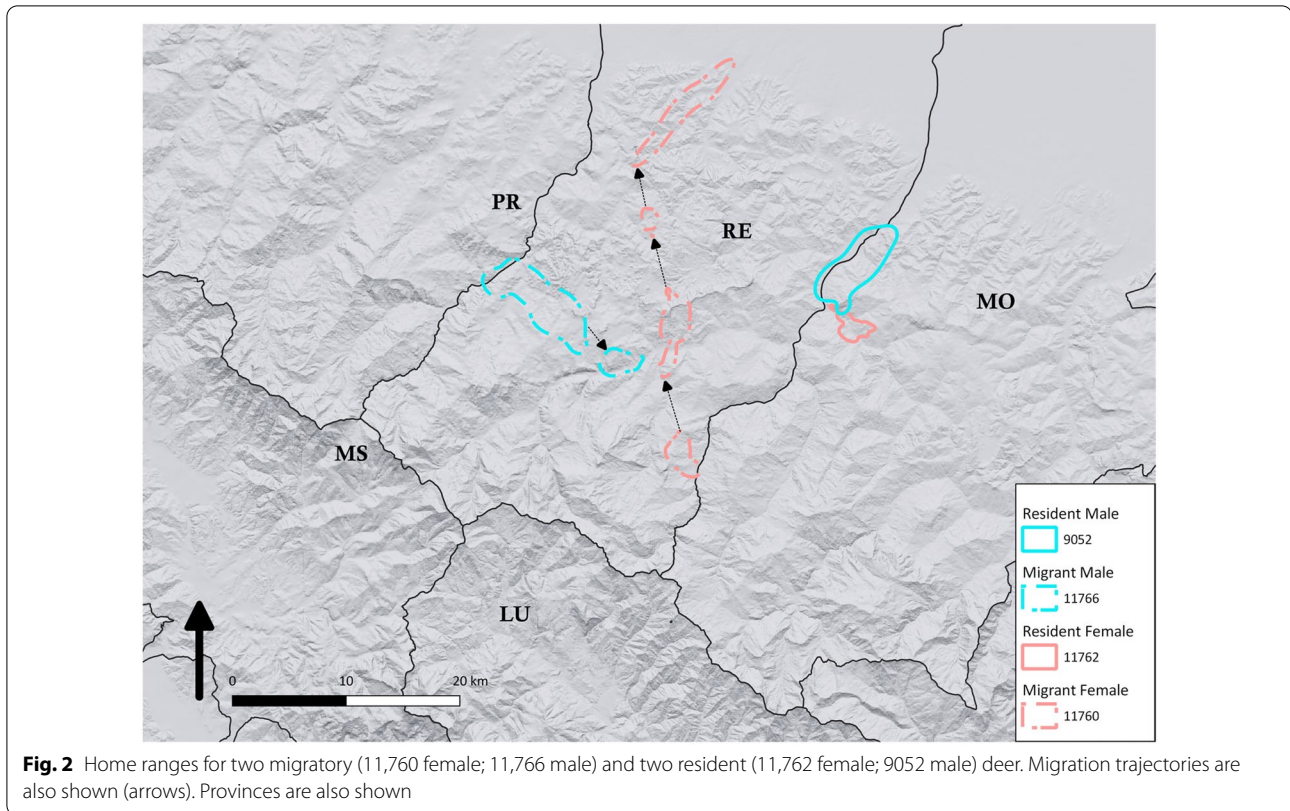 PR
RE
MO
MS
LU
0 10 20 km
Resident Male
9052
Migrant Male
11766
Resident Female
11762
Migrant Female
11760
Fig. 2 Home ranges for two migratory (11,760 female; 11,766 male) and two resident (11,762 female; 9052 male) deer. Migration trajectories are
also shown (arrows). Provinces are also shown